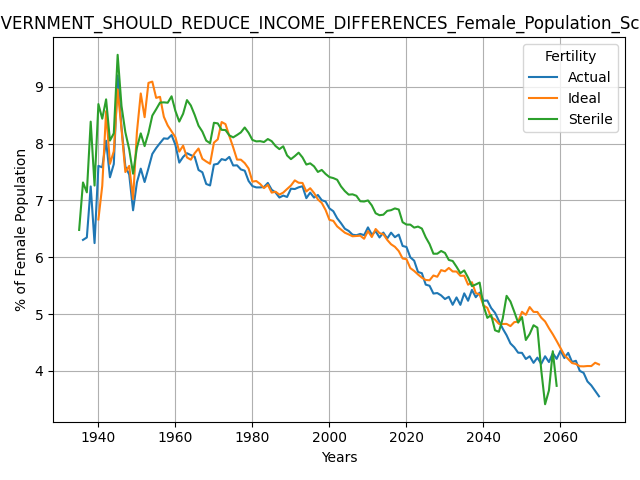 VERNMENT_SHOULD_REDUCE_INCOME_DIFFERENCES_Female_Population_Sc
Fertility
Actual
Ideal
Sterile
% of Female Population
9
8
7
6
5
4
1940 1960 1980 2000 2020 2040 2060
Years